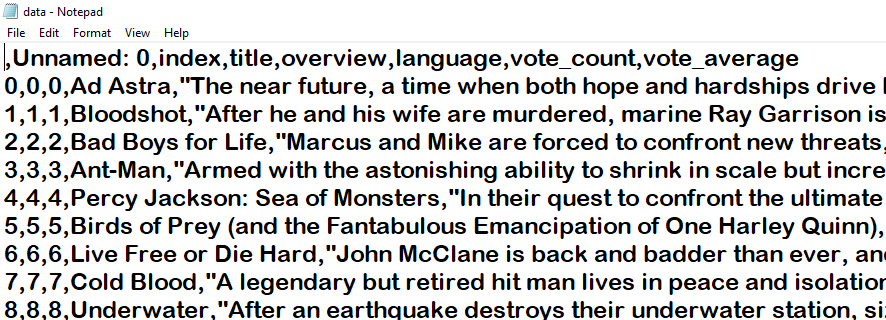 data - Notepad
File Edit Format View Help
,Unnamed: 0,index,title,overview,language,vote_count,vote_average
0,0,0,Ad Astra,"The near future, a time when both hope and hardships drive
1,1,1,Bloodshot,"After he and his wife are murdered, marine Ray Garrison is
2,2,2,Bad Boys for Life,"Marcus and Mike are forced to confront new threats,
3,3,3,Ant-Man,"Armed with the astonishing ability to shrink in scale but incre
4,4,4,Percy Jackson: Sea of Monsters,"In their quest to confront the ultimate
5,5,5,Birds of Prey (and the Fantabulous Emancipation of One Harley Quinn),
6,6,6,Live Free or Die Hard,"John McClane is back and badder than ever, and
7,7,7,Cold Blood,"A legendary but retired hit man lives in peace and isolation
8,8,8,Underwater,"After an earthquake destroys their underwater station,